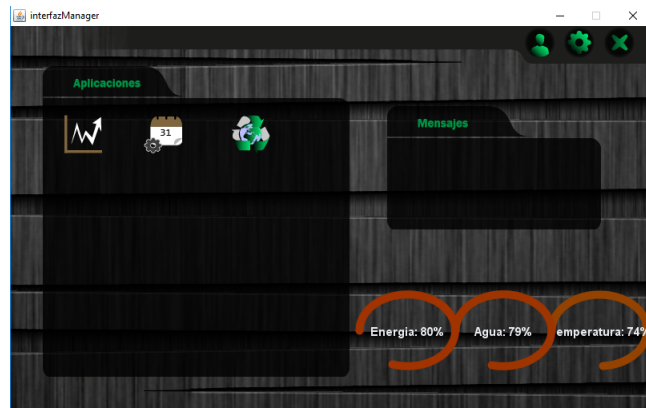 interfazManager
Aplicaciones
31
Mensajes
Energia: 80%
Agua: 79%
emperatura: 74%